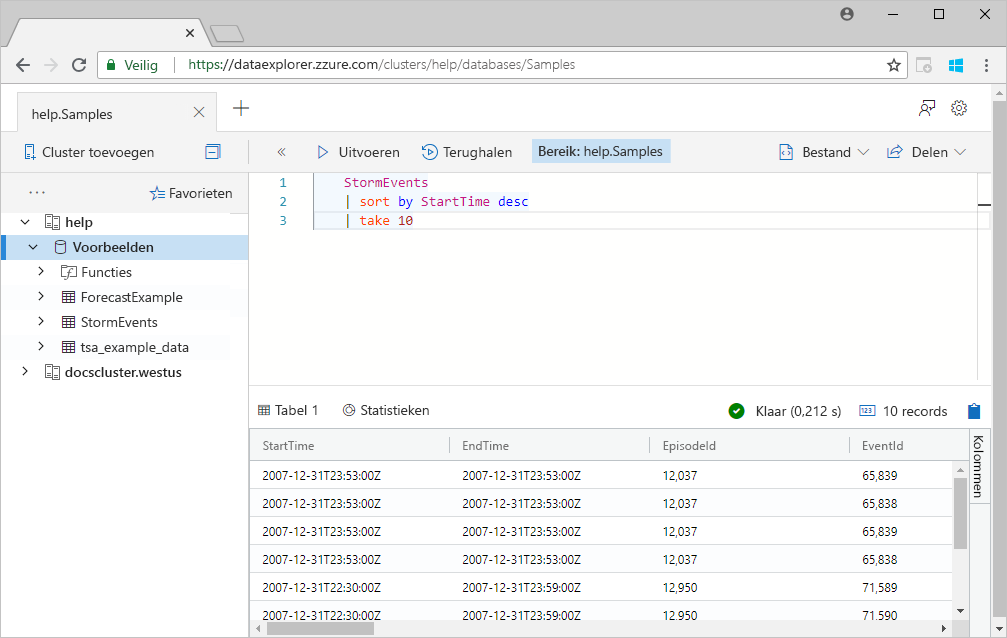 Veilig https://dataexplorer.zzure.com/clusters/help/databases/Samples
help.Samples
Cluster toevoegen
Uitvoeren Terughalen Bereik: help.Samples Bestand Delen
... Favorieten
help
Voorbeelden
Functies
ForecastExample
StormEvents
tsa_example_data
docscluster.westus
1 StormEvents
2 | sort by StartTime desc
3 | take 10
Tabel 1 Statistieken Klaar (0,212 s) 123 10 records
StartTime EndTime EpisodeId EventId
2007-12-31T23:53:00Z 2007-12-31T23:53:00Z 12,037 65,839
2007-12-31T23:53:00Z 2007-12-31T23:53:00Z 12,037 65,838
2007-12-31T23:53:00Z 2007-12-31T23:53:00Z 12,037 65,839
2007-12-31T23:53:00Z 2007-12-31T23:53:00Z 12,037 65,838
2007-12-31T22:30:00Z 2007-12-31T23:59:00Z 12,950 71,589
2007-12-31T22:30:00Z 2007-12-31T23:59:00Z 12,950 71,590
Kolommen